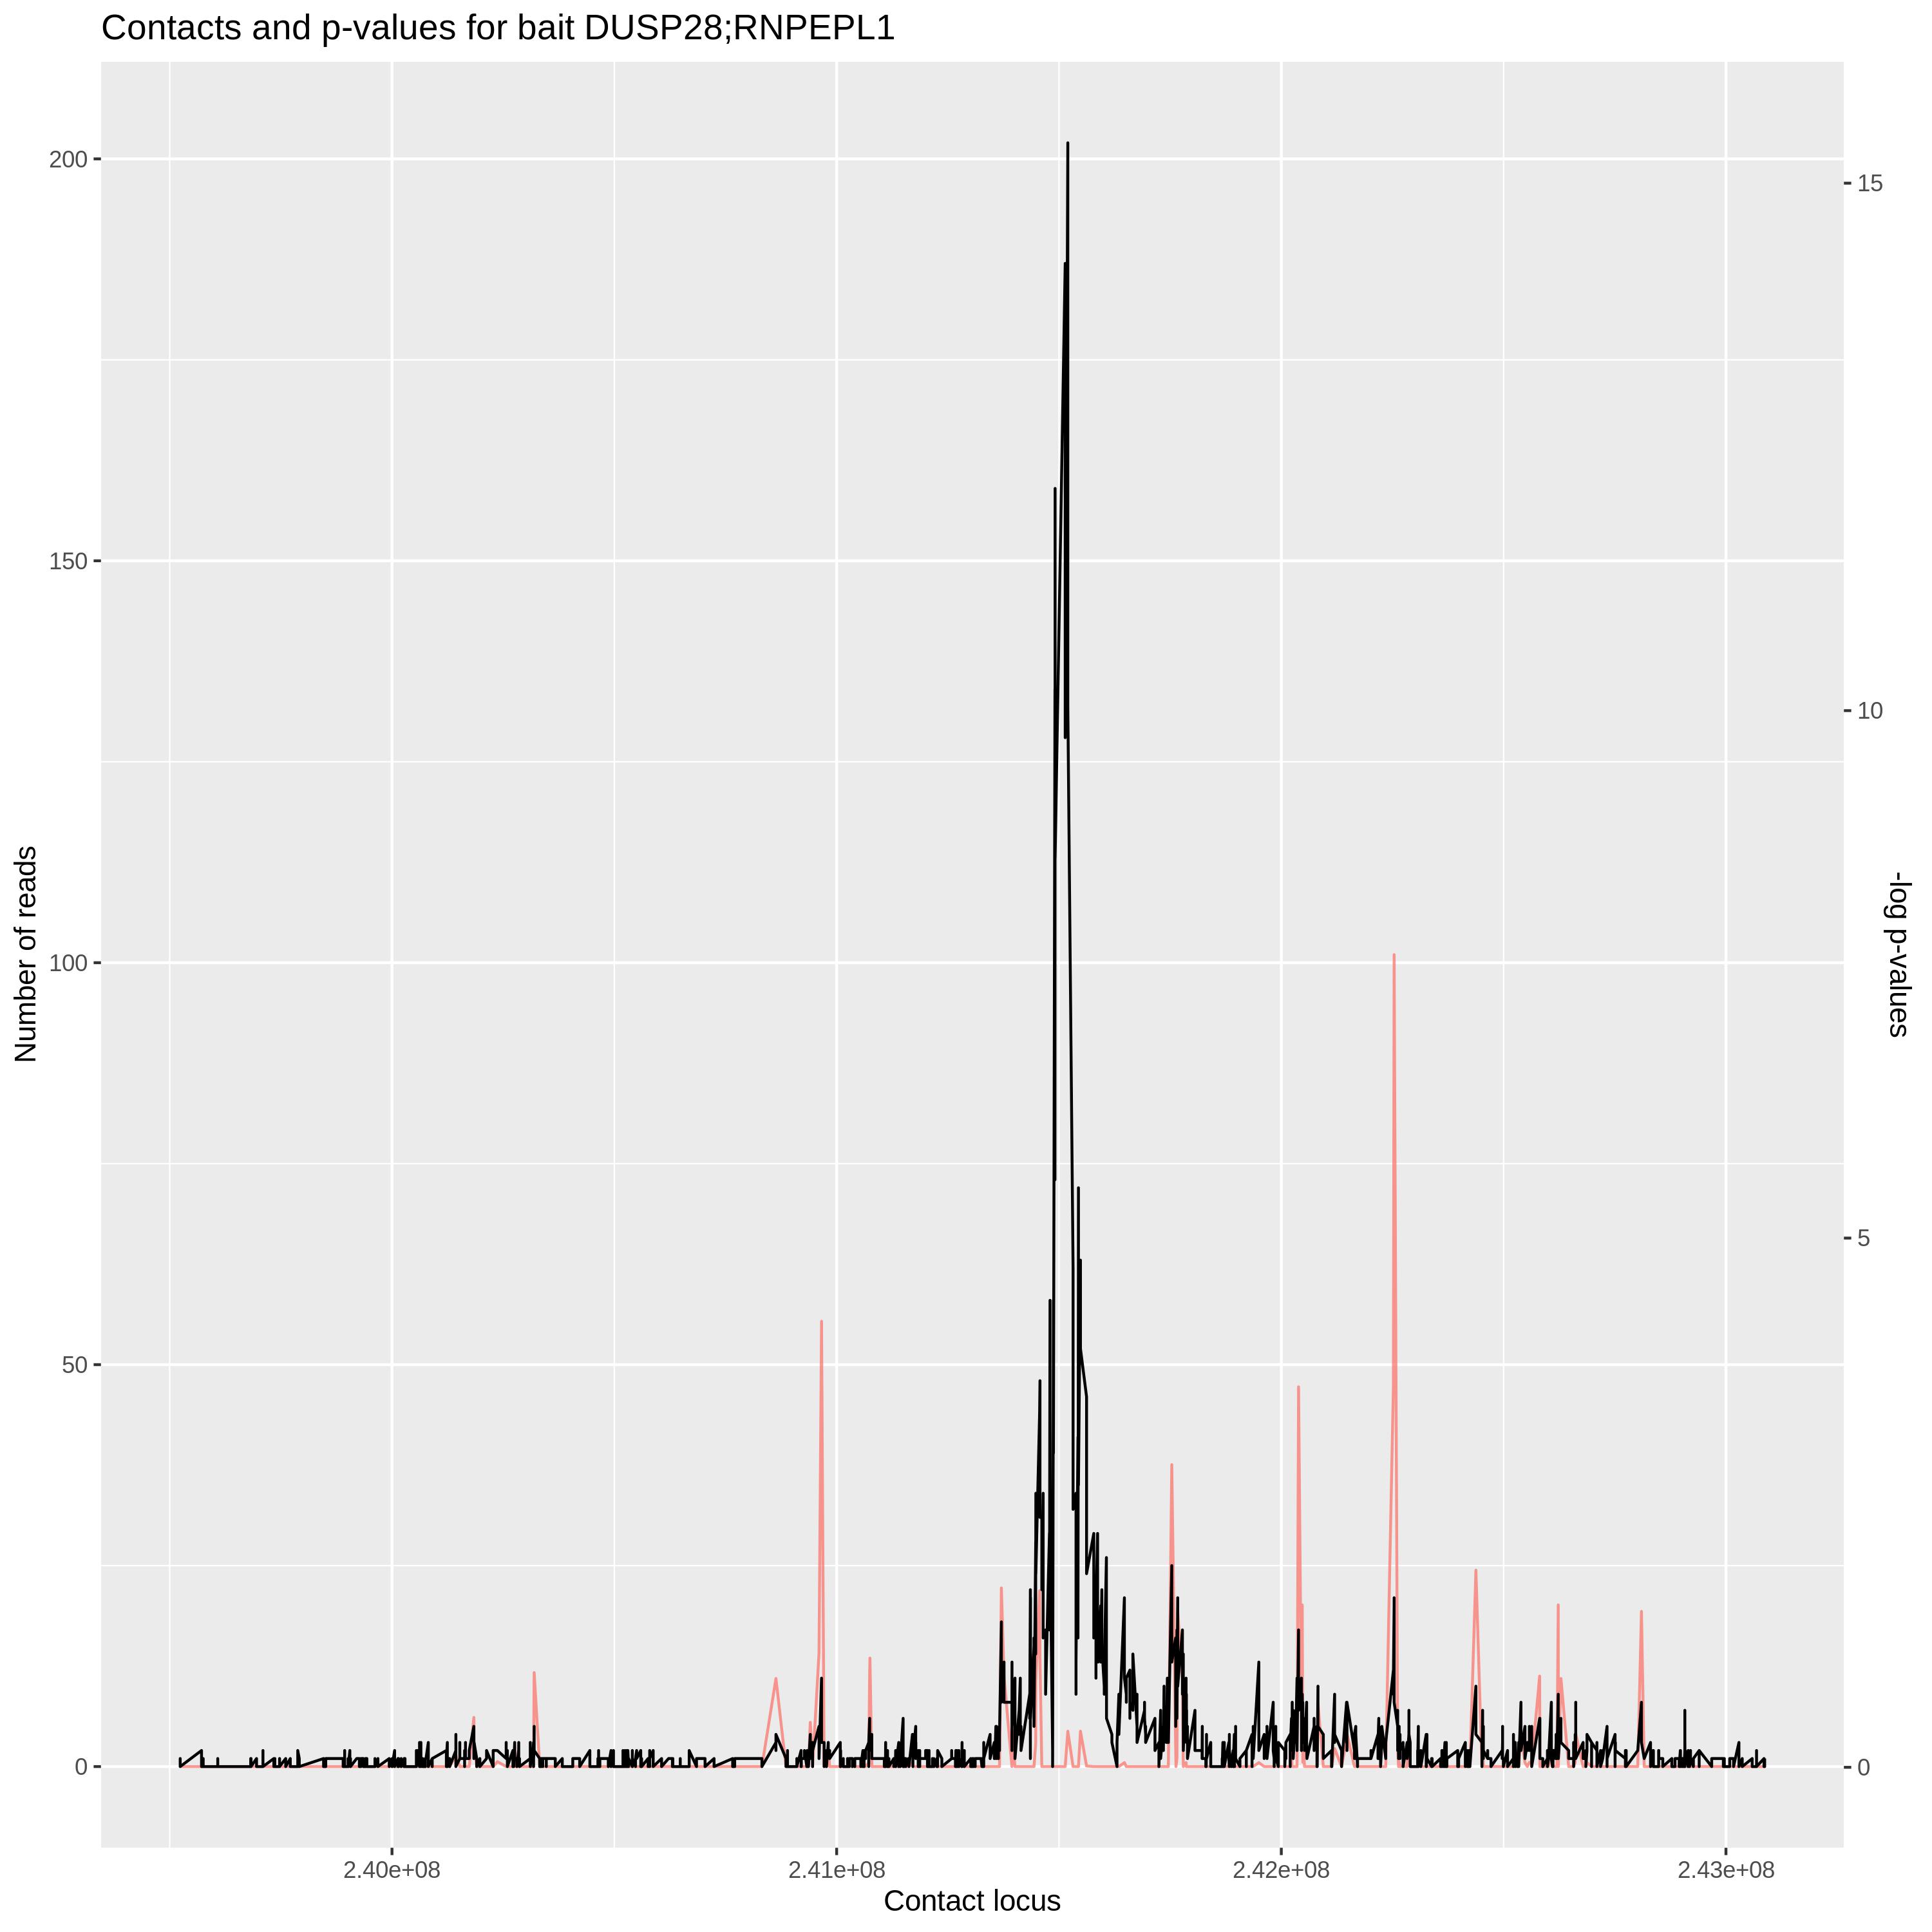 Contacts and p-values for bait DUSP28;RNPEPL1
200
150
100
50
0
Number of reads
15
10
5
0
-log p-values
2.40e+08
2.41e+08
2.42e+08
2.43e+08
Contact locus